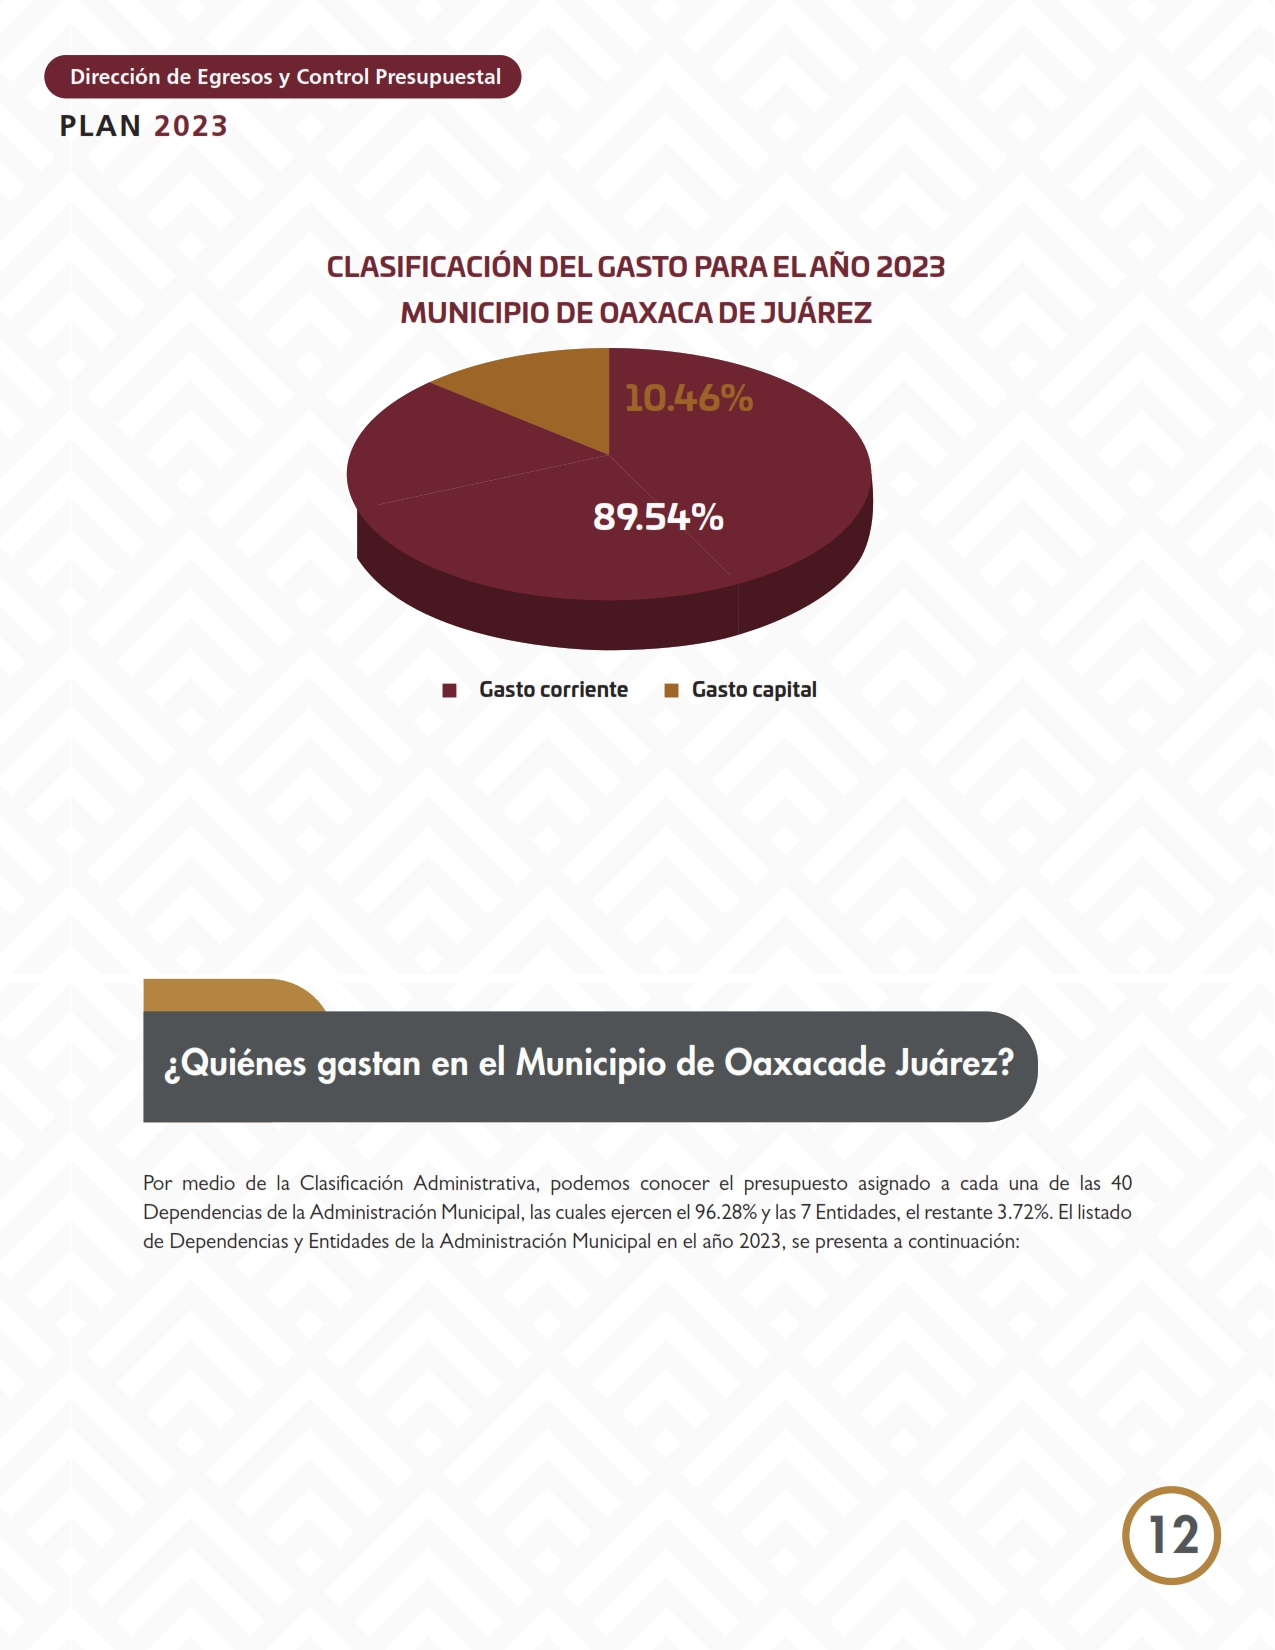 Dirección de Egresos y Control Presupuestal
PLAN 2023
CLASIFICACIÓN DEL GASTO PARA EL AÑO 2023
MUNICIPIO DE OAXACA DE JUÁREZ
10.46%
89.54%
Gasto corriente
Gasto capital
¿Quiénes gastan en el Municipio de Oaxacade Juárez?
Por medio de la Clasificación Administrativa, podemos conocer el presupuesto asignado a cada una de las 40
Dependencias de la Administración Municipal, las cuales ejercen el 96.28% y las 7 Entidades, el restante 3.72%. El listado
de Dependencias y Entidades de la Administración Municipal en el año 2023, se presenta a continuación:
12